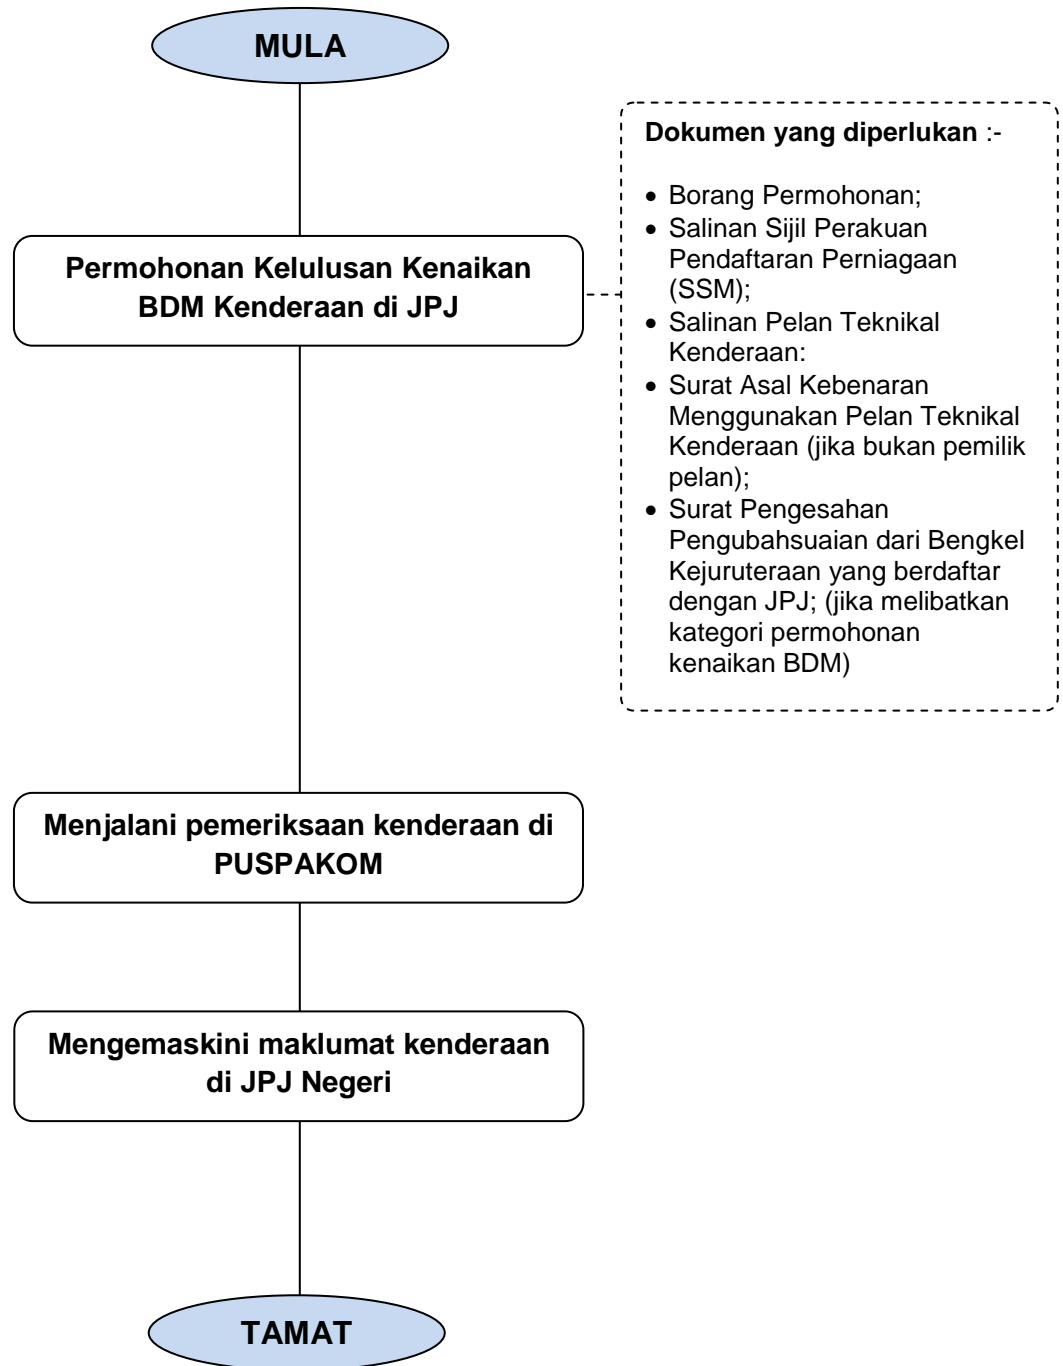 MULA
Permohonan Kelulusan Kenaikan
BDM Kenderaan di JPJ
Dokumen yang diperlukan :-
• Borang Permohonan;
• Salinan Sijil Perakuan
Pendaftaran Perniagaan
(SSM);
• Salinan Pelan Teknikal
Kenderaan:
• Surat Asal Kebenaran
Menggunakan Pelan Teknikal
Kenderaan (jika bukan pemilik
pelan);
• Surat Pengesahan
Pengubahsuaian dari Bengkel
Kejuruteraan yang berdaftar
dengan JPJ; (jika melibatkan
kategori permohonan
kenaikan BDM)
Menjalani pemeriksaan kenderaan di
PUSPAKOM
Mengemaskini maklumat kenderaan
di JPJ Negeri
TAMAT